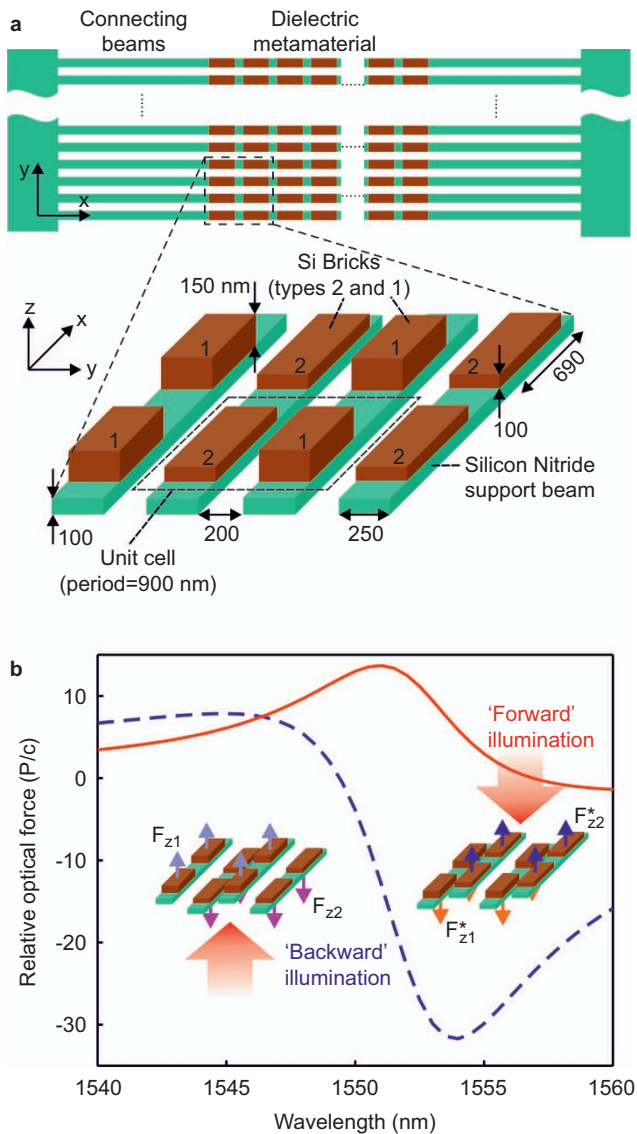 a
Connecting
beams
Dielectric
metamaterial
y
x
Si Bricks
(types 2 and 1)
150 nm
z
x
y
1
2
1
2
690
1
2
1
2
100
Silicon Nitride
support beam
100
200
250
Unit cell
(period=900 nm)
b
Relative optical force (P/c)
10
0
-10
-20
-30
'Forward'
illumination
Fz1
Fz2
'Backward'
illumination
F*z2
F*z1
1540
1545
1550
1555
1560
Wavelength (nm)